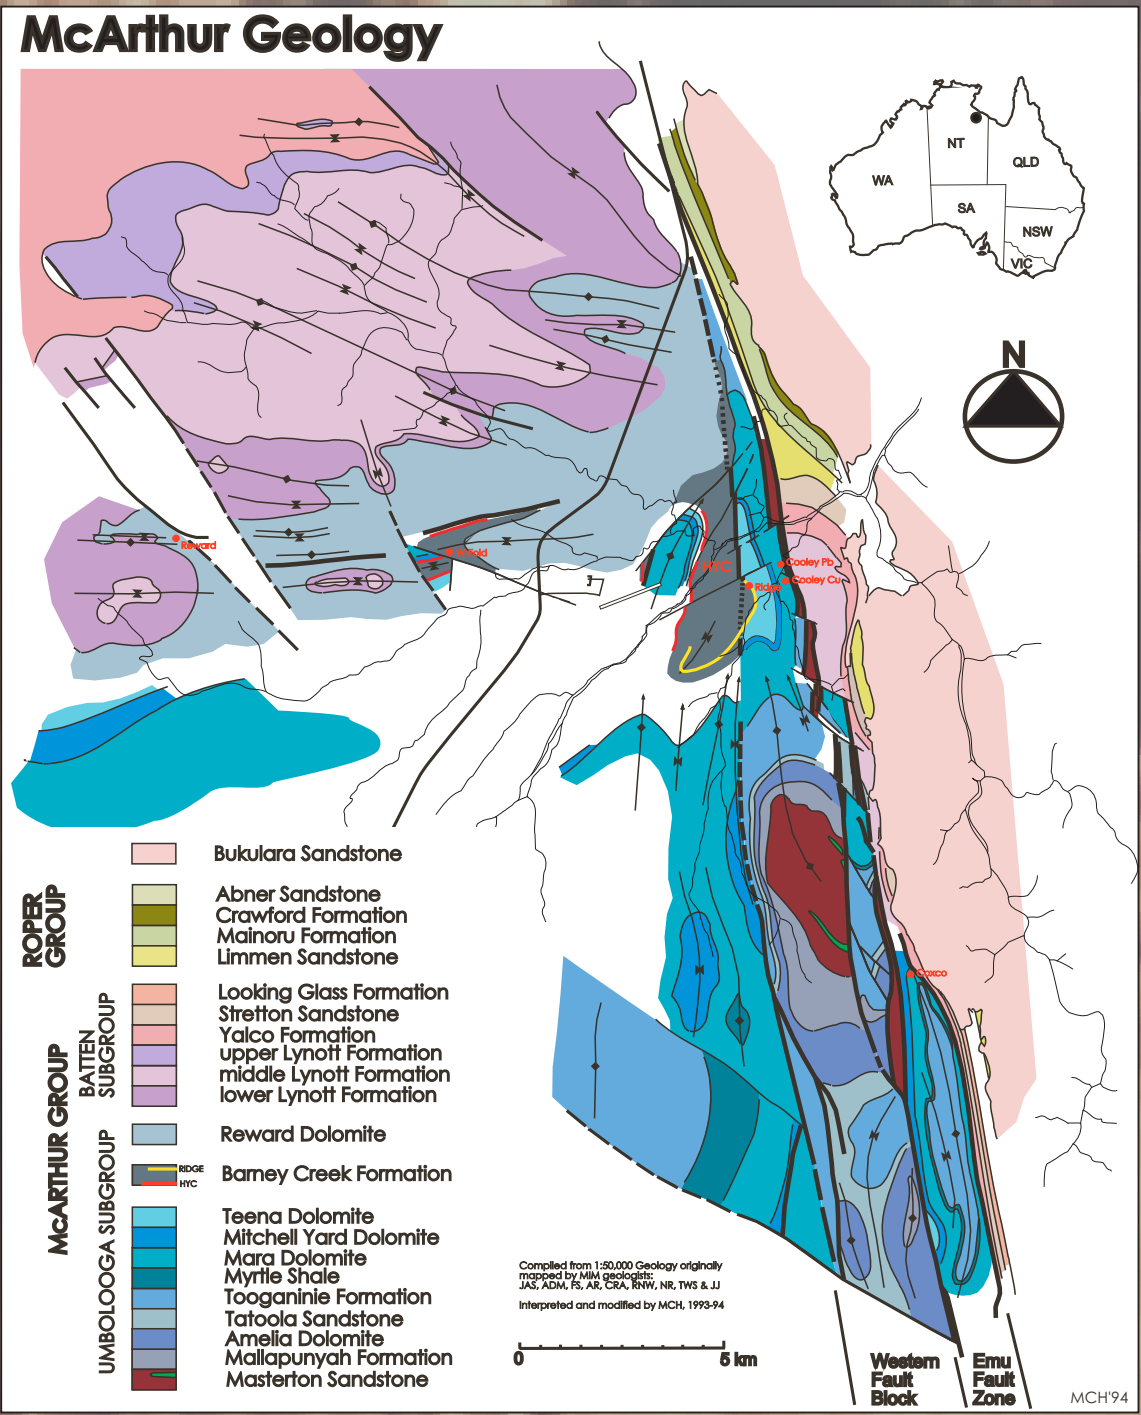 McArthur Geology
WA
NT
QLD
SA
NSW
VIC
N
Reward
W-Fold
HYC
Cooley Pb
Cooley Cu
Ridge
Coxco
Bukulara Sandstone
ROPER
GROUP
Abner Sandstone
Crawford Formation
Mainoru Formation
Limmen Sandstone
McARTHUR GROUP
BATTEN
SUBGROUP
Looking Glass Formation
Stretton Sandstone
Yalco Formation
upper Lynott Formation
middle Lynott Formation
lower Lynott Formation
Reward Dolomite
RIDGE
HYC
Barney Creek Formation
UMBOLOOGA SUBGROUP
Teena Dolomite
Mitchell Yard Dolomite
Mara Dolomite
Myrtle Shale
Tooganinie Formation
Tatoola Sandstone
Amelia Dolomite
Mallapunyah Formation
Masterton Sandstone
Compiled from 1:50,000 Geology originally
mapped by MIM geologists:
JAS, ADM, FS, AR, CRA, RNW, NR, TWS & JJ
Interpreted and modified by MCH, 1993-94
0 5 km
Western
Fault
Block
Emu
Fault
Zone
MCH'94